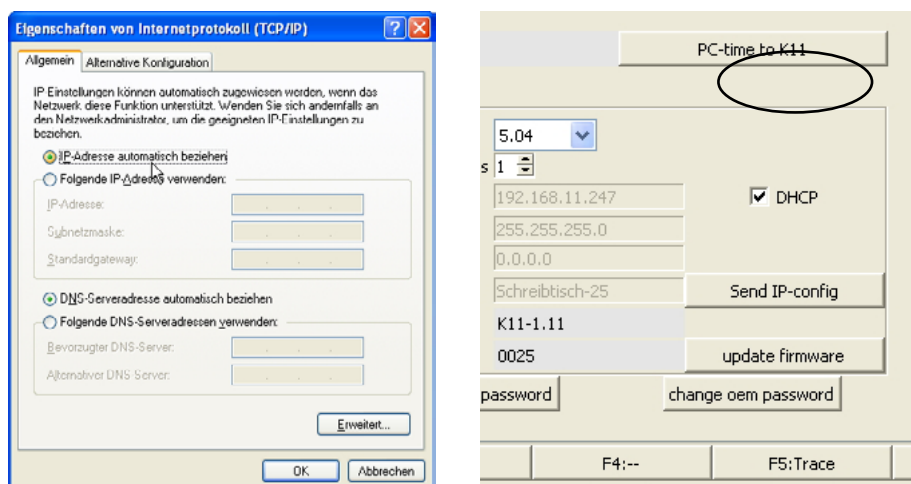 Eigenschaften von Internetprotokoll (TCP/IP)
Allgemein
Alternative Konfiguration
IP Einstellungen können automatisch zugewiesen werden, wenn das
Netzwerk diese Funktion unterstützt. Wenden Sie sich andernfalls an
den Netzwerkadministrator, um die geeigneten IP-Einstellungen zu
beziehen.
IP-Adresse automatisch beziehen
Folgende IP-Adresse verwenden:
IP-Adresse:
Subnetzmaske:
Standardgateway:
DNS-Serveradresse automatisch beziehen
Folgende DNS-Serveradressen verwenden:
Bevorzugter DNS-Server:
Alternativer DNS Server:
Erweitert...
OK
Abbrechen
PC-time to K11
5.04
s 1
192.168.11.247
DHCP
255.255.255.0
0.0.0.0
Schreibtisch-25
Send IP-config
K11-1.11
0025
update firmware
password
change oem password
F4:--
F5:Trace